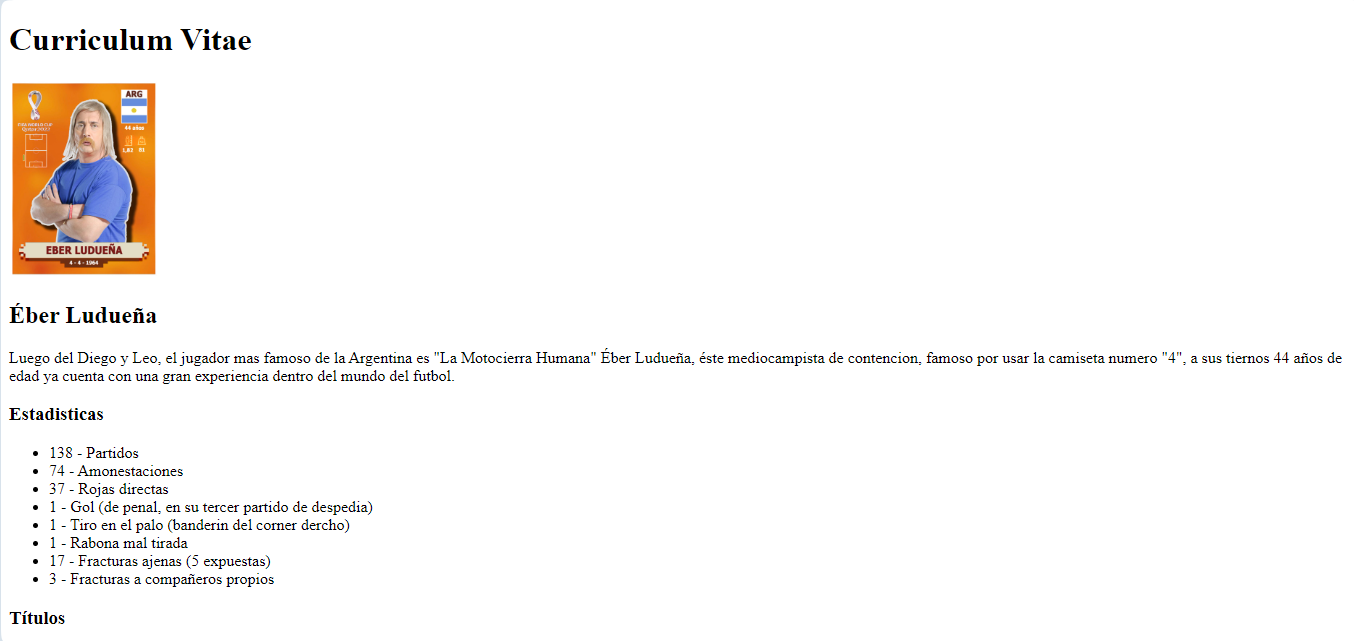 Curriculum Vitae
ARG
FIFA WORLD CUP
44 años
EBER LUDUEÑA
4 - 4 - 1964
Éber Ludueña
Luego del Diego y Leo, el jugador mas famoso de la Argentina es "La Motocierra Humana" Éber Ludueña, éste mediocampista de contencion, famoso por usar la camiseta numero "4", a sus tiernos 44 años de
edad ya cuenta con una gran experiencia dentro del mundo del futbol.
Estadisticas
138 - Partidos
74 - Amonestaciones
37 - Rojas directas
1 - Gol (de penal, en su tercer partido de despedia)
1 - Tiro en el palo (banderin del corner dercho)
1 - Rabona mal tirada
17 - Fracturas ajenas (5 expuestas)
3 - Fracturas a compañeros propios
Títulos